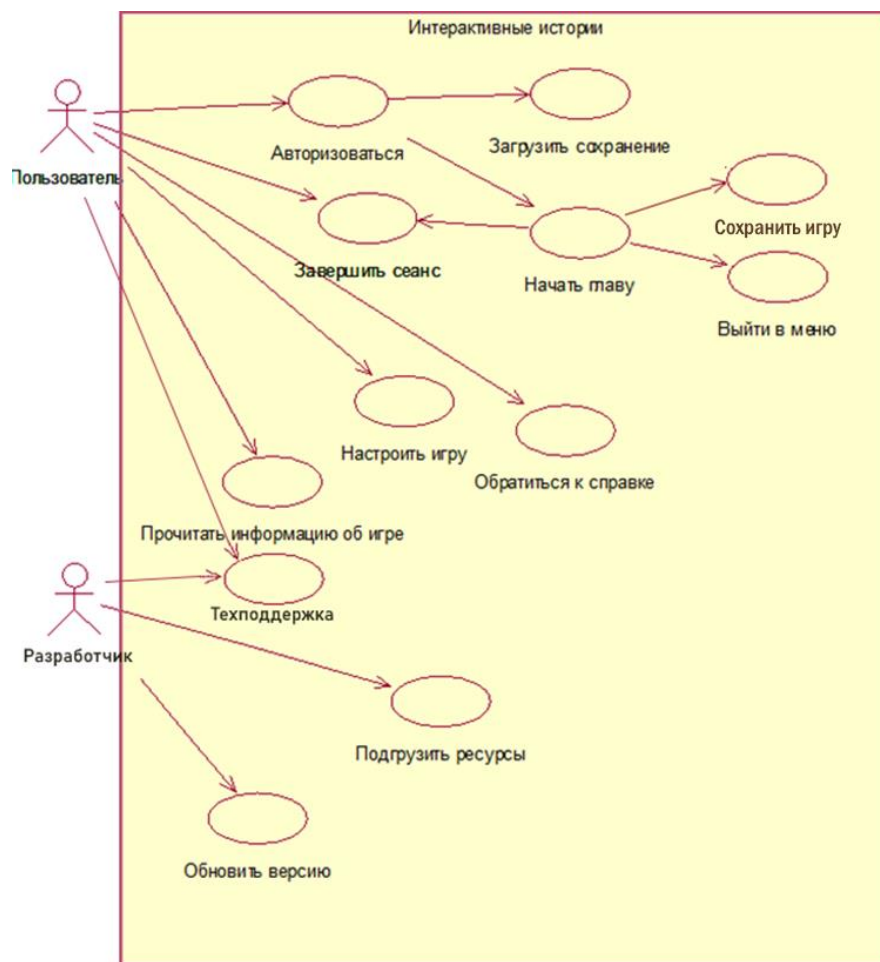 Интерактивные истории
Авторизоваться
Загрузить сохранение
Пользователь
Сохранить игру
Завершить сеанс
Начать главу
Выйти в меню
Настроить игру
Обратиться к справке
Прочитать информацию об игре
Техподдержка
Разработчик
Подгрузить ресурсы
Обновить версию